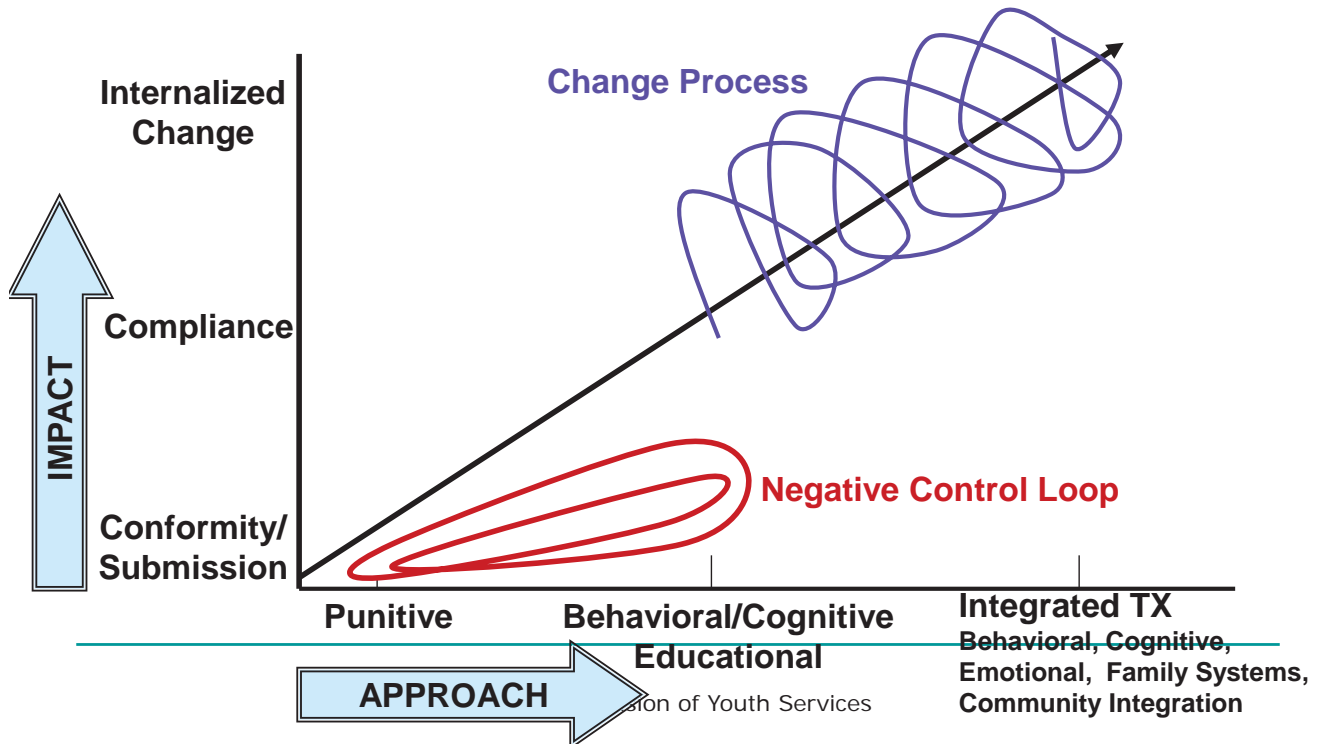 Change Process
Internalized
Change
Compliance
IMPACT
Negative Control Loop
Conformity/
Submission
Punitive
Behavioral/Cognitive
Educational
Integrated TX
Behavioral, Cognitive,
Emotional, Family Systems,
Community Integration
APPROACH
of Youth Services